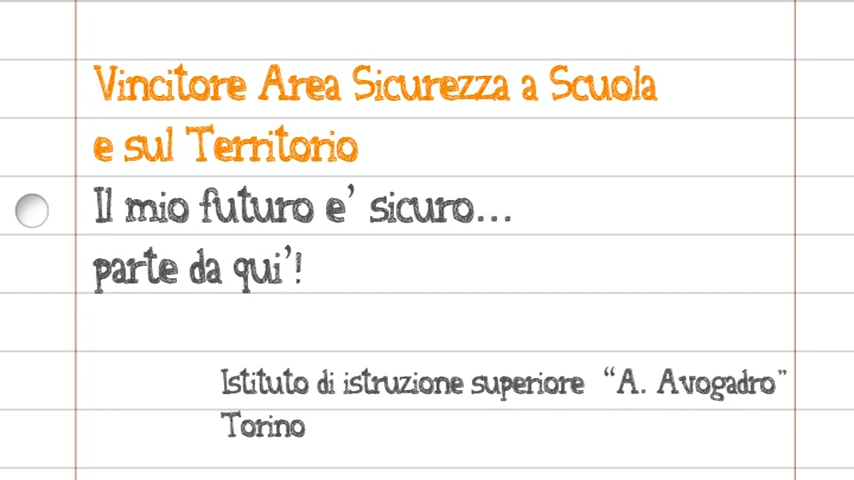 Vincitore Area Sicurezza a Scuola
e sul Territorio
Il mio futuro e' sicuro...
parte da qui'!
Istituto di istruzione superiore “A. Avogadro”
Torino